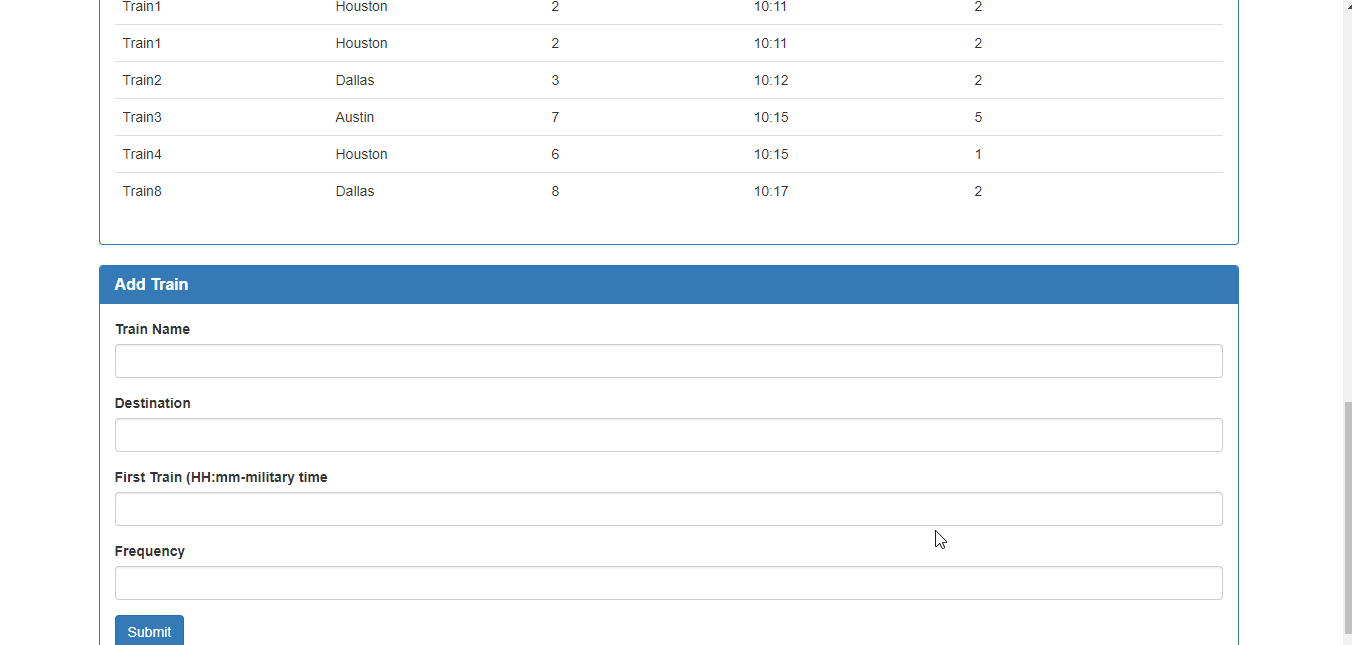 Train1 Houston 2 10:11 2
Train1 Houston 2 10:11 2
Train2 Dallas 3 10:12 2
Train3 Austin 7 10:15 5
Train4 Houston 6 10:15 1
Train8 Dallas 8 10:17 2
Add Train
Train Name
Destination
First Train (HH:mm-military time
Frequency
Submit